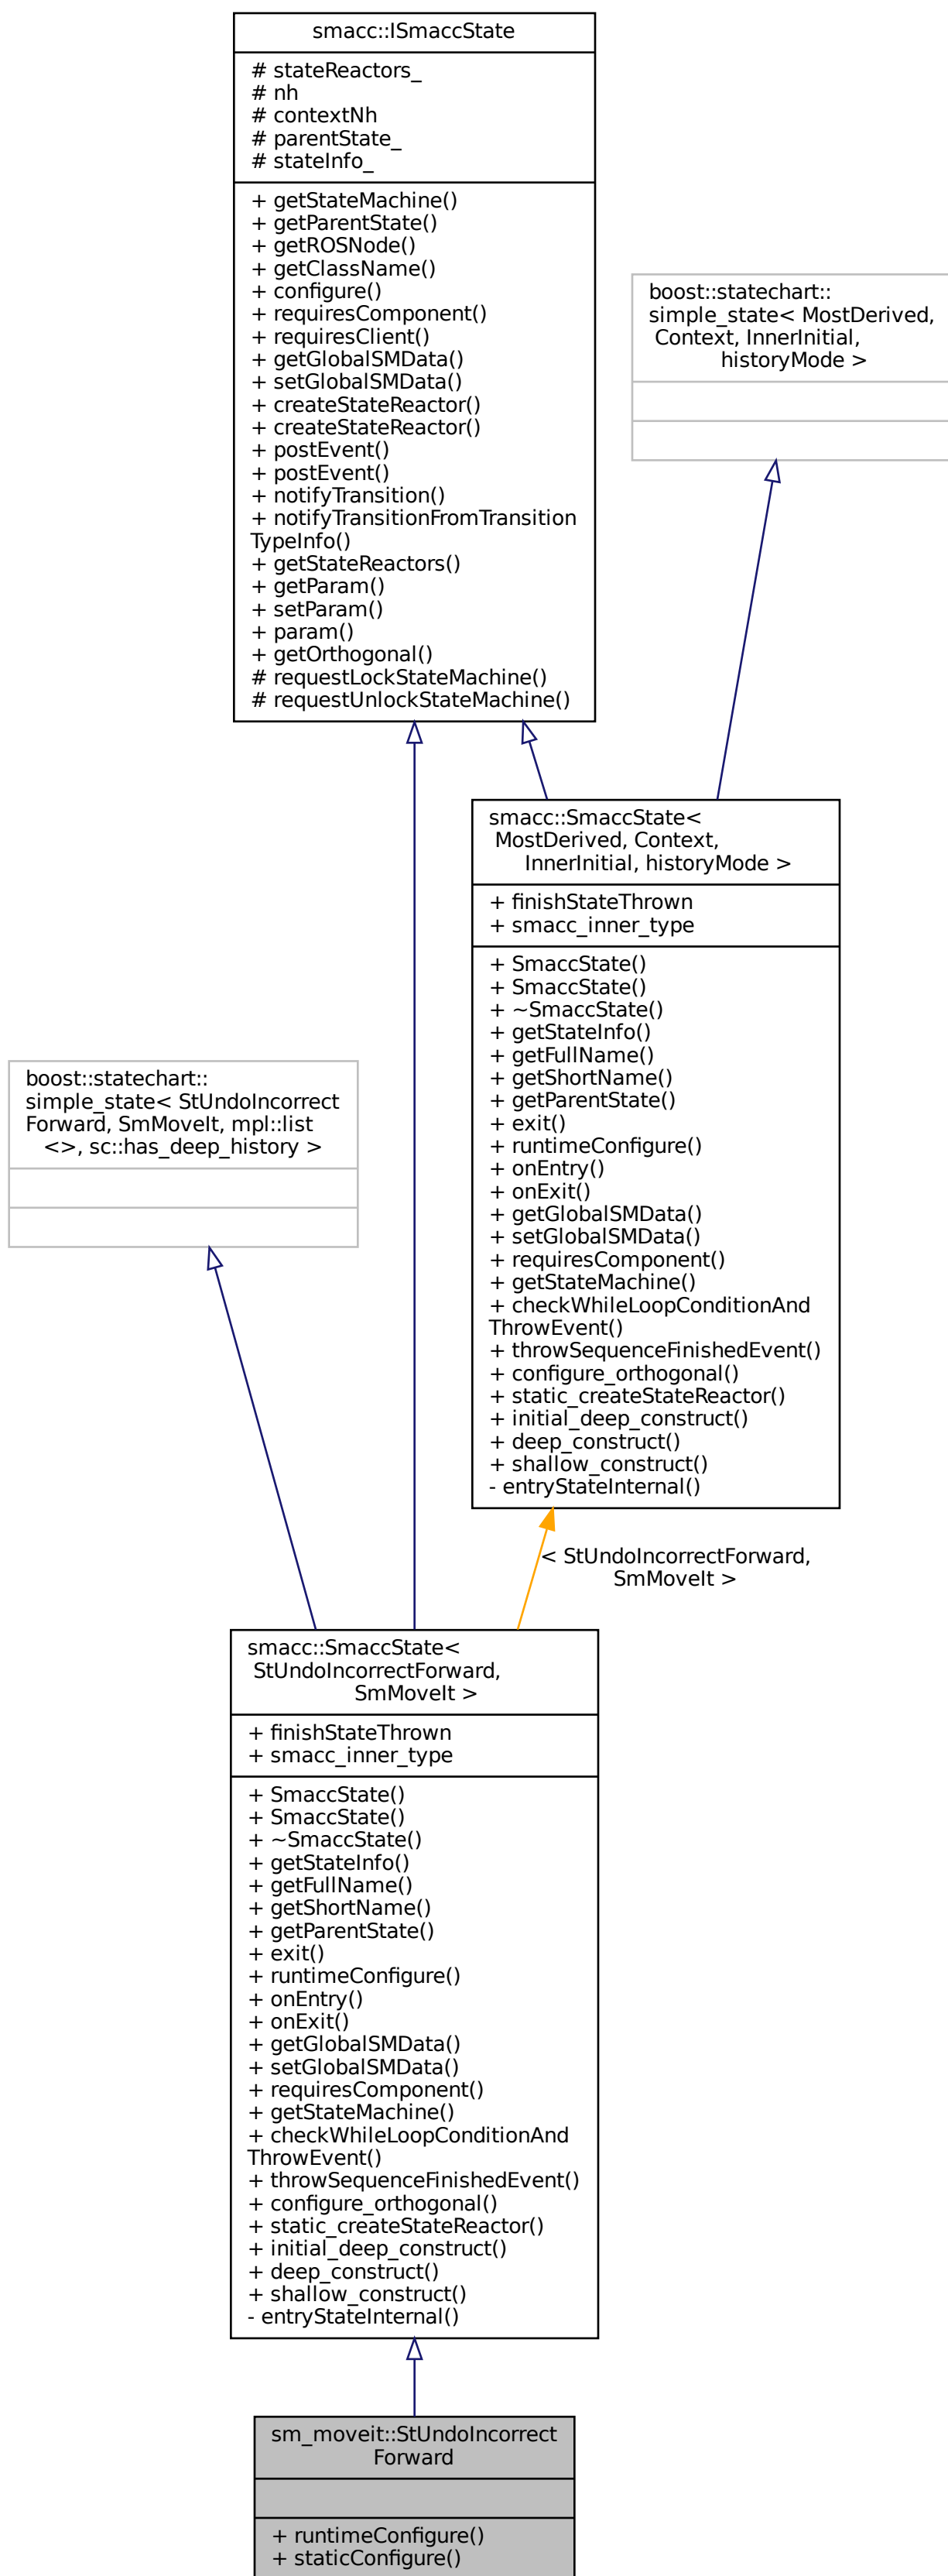 smacc::ISmaccState
# stateReactors_
# nh
# contextNh
# parentState_
# stateInfo_
+ getStateMachine()
+ getParentState()
+ getROSNode()
+ getClassName()
+ configure()
+ requiresComponent()
+ requiresClient()
+ getGlobalSMData()
+ setGlobalSMData()
+ createStateReactor()
+ createStateReactor()
+ postEvent()
+ postEvent()
+ notifyTransition()
+ notifyTransitionFromTransition
TypeInfo()
+ getStateReactors()
+ getParam()
+ setParam()
+ param()
+ getOrthogonal()
# requestLockStateMachine()
# requestUnlockStateMachine()
boost::statechart::
simple_state< MostDerived,
Context, InnerInitial,
historyMode >
smacc::SmaccState<
MostDerived, Context,
InnerInitial, historyMode >
+ finishStateThrown
+ smacc_inner_type
+ SmaccState()
+ SmaccState()
+ ~SmaccState()
+ getStateInfo()
+ getFullName()
+ getShortName()
+ getParentState()
+ exit()
+ runtimeConfigure()
+ onEntry()
+ onExit()
+ getGlobalSMData()
+ setGlobalSMData()
+ requiresComponent()
+ getStateMachine()
+ checkWhileLoopConditionAnd
ThrowEvent()
+ throwSequenceFinishedEvent()
+ configure_orthogonal()
+ static_createStateReactor()
+ initial_deep_construct()
+ deep_construct()
+ shallow_construct()
- entryStateInternal()
boost::statechart::
simple_state< StUndoIncorrect
Forward, SmMoveIt, mpl::list
<>, sc::has_deep_history >
< StUndoIncorrectForward,
SmMoveIt >
smacc::SmaccState<
StUndoIncorrectForward,
SmMoveIt >
+ finishStateThrown
+ smacc_inner_type
+ SmaccState()
+ SmaccState()
+ ~SmaccState()
+ getStateInfo()
+ getFullName()
+ getShortName()
+ getParentState()
+ exit()
+ runtimeConfigure()
+ onEntry()
+ onExit()
+ getGlobalSMData()
+ setGlobalSMData()
+ requiresComponent()
+ getStateMachine()
+ checkWhileLoopConditionAnd
ThrowEvent()
+ throwSequenceFinishedEvent()
+ configure_orthogonal()
+ static_createStateReactor()
+ initial_deep_construct()
+ deep_construct()
+ shallow_construct()
- entryStateInternal()
sm_moveit::StUndoIncorrect
Forward
+ runtimeConfigure()
+ staticConfigure()